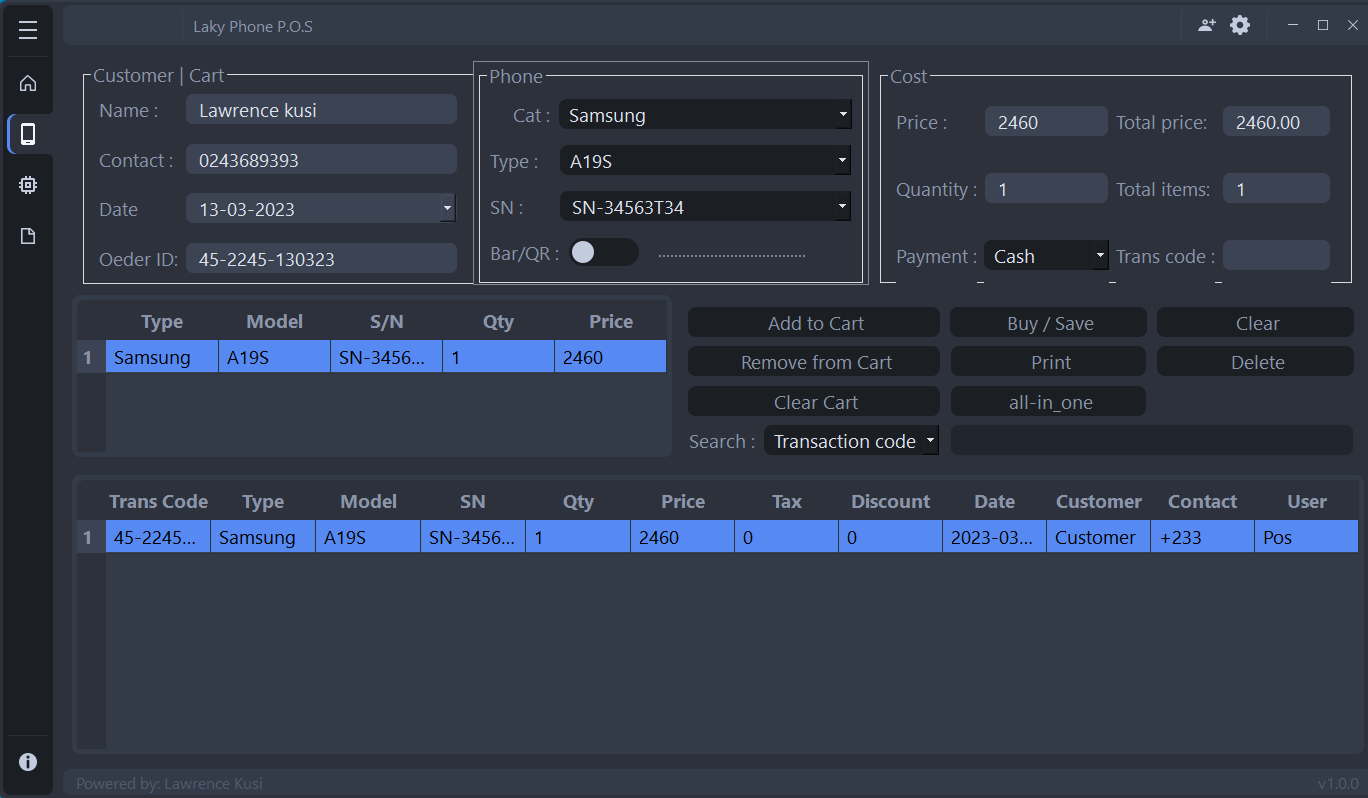 Laky Phone P.O.S
Customer | Cart
Name : Lawrence kusi
Contact : 0243689393
Date 13-03-2023
Oeder ID: 45-2245-130323
Phone
Cat : Samsung
Type : A19S
SN : SN-34563T34
Bar/QR :
Cost
Price : 2460 Total price: 2460.00
Quantity : 1 Total items: 1
Payment : Cash Trans code :
Type Model S/N Qty Price
1 Samsung A19S SN-3456... 1 2460
Add to Cart Buy / Save Clear
Remove from Cart Print Delete
Clear Cart all-in_one
Search : Transaction code
Trans Code Type Model SN Qty Price Tax Discount Date Customer Contact User
1 45-2245... Samsung A19S SN-3456... 1 2460 0 0 2023-03... Customer +233 Pos
Powered by: Lawrence Kusi v1.0.0